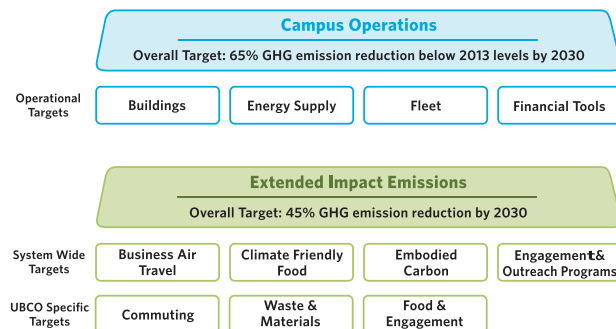 Campus Operations
Overall Target: 65% GHG emission reduction below 2013 levels by 2030
Operational
Targets
Buildings
Energy Supply
Fleet
Financial Tools
Extended Impact Emissions
Overall Target: 45% GHG emission reduction by 2030
System Wide
Targets
Business Air
Travel
Climate Friendly
Food
Embodied
Carbon
Engagement &
Outreach Programs
UBCO Specific
Targets
Commuting
Waste &
Materials
Food &
Engagement